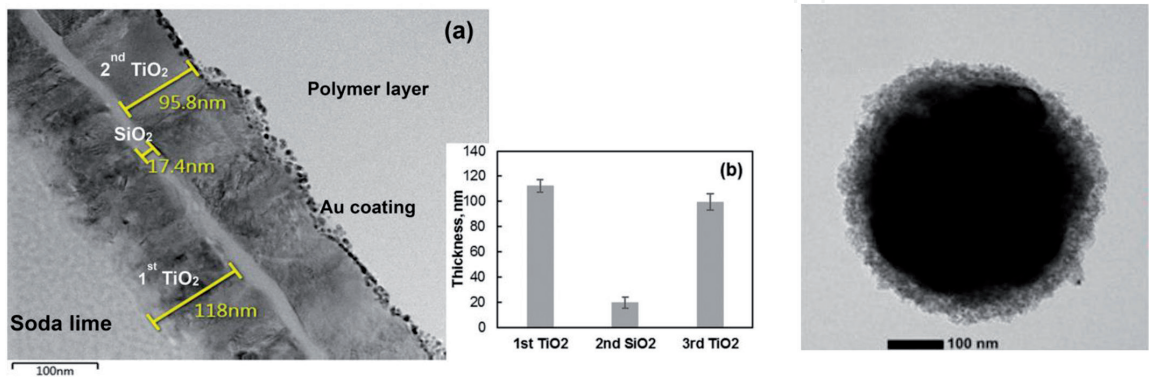 (a)
2nd TiO2
95.8nm
Polymer layer
SiO2
17.4nm
Au coating
1st TiO2
118nm
Soda lime
100nm
(b)
Thickness, nm
140
120
100
80
60
40
20
0
1st TiO2 2nd SiO2 3rd TiO2
100 nm